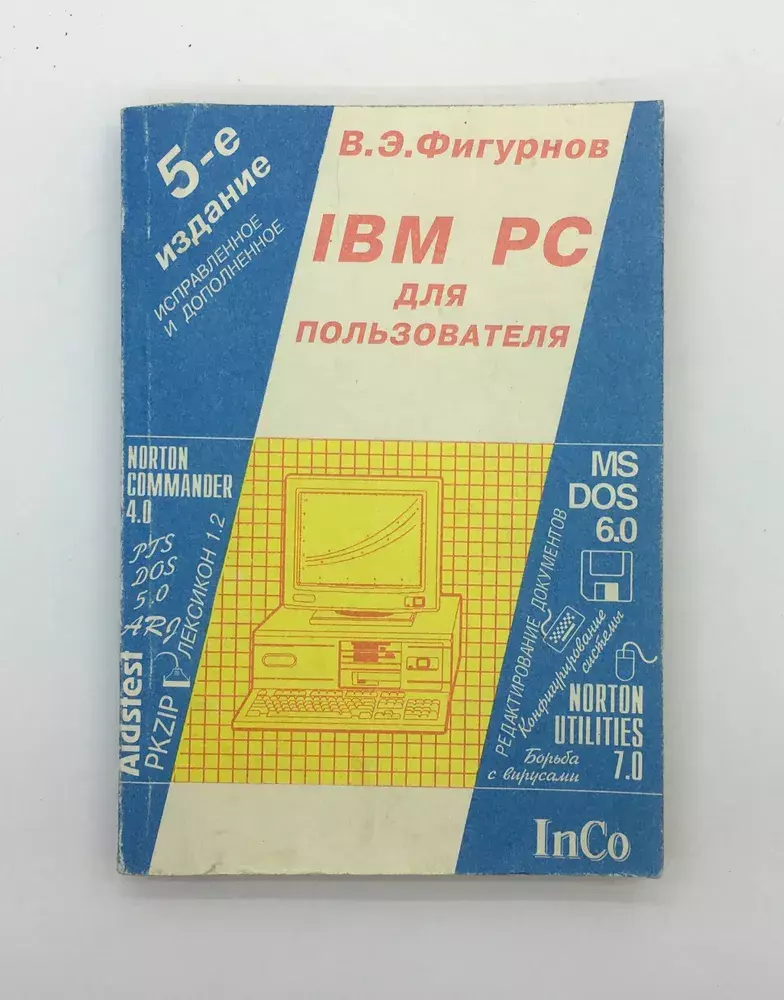 5-е
издание
ИСПРАВЛЕННОЕ
И ДОПОЛНЕННОЕ
В.Э.Фигурнов
IBM PC
для
ПОЛЬЗОВАТЕЛЯ
NORTON
COMMANDER
4.0
PTS
DOS
5.0
ARJ
ЛЕКСИКОН 1.2
Aidstest
PKZIP
MS
DOS
6.0
РЕДАКТИРОВАНИЕ ДОКУМЕНТОВ
Конфигурирование
системы
NORTON
UTILITIES
7.0
Борьба
с вирусами
InCo